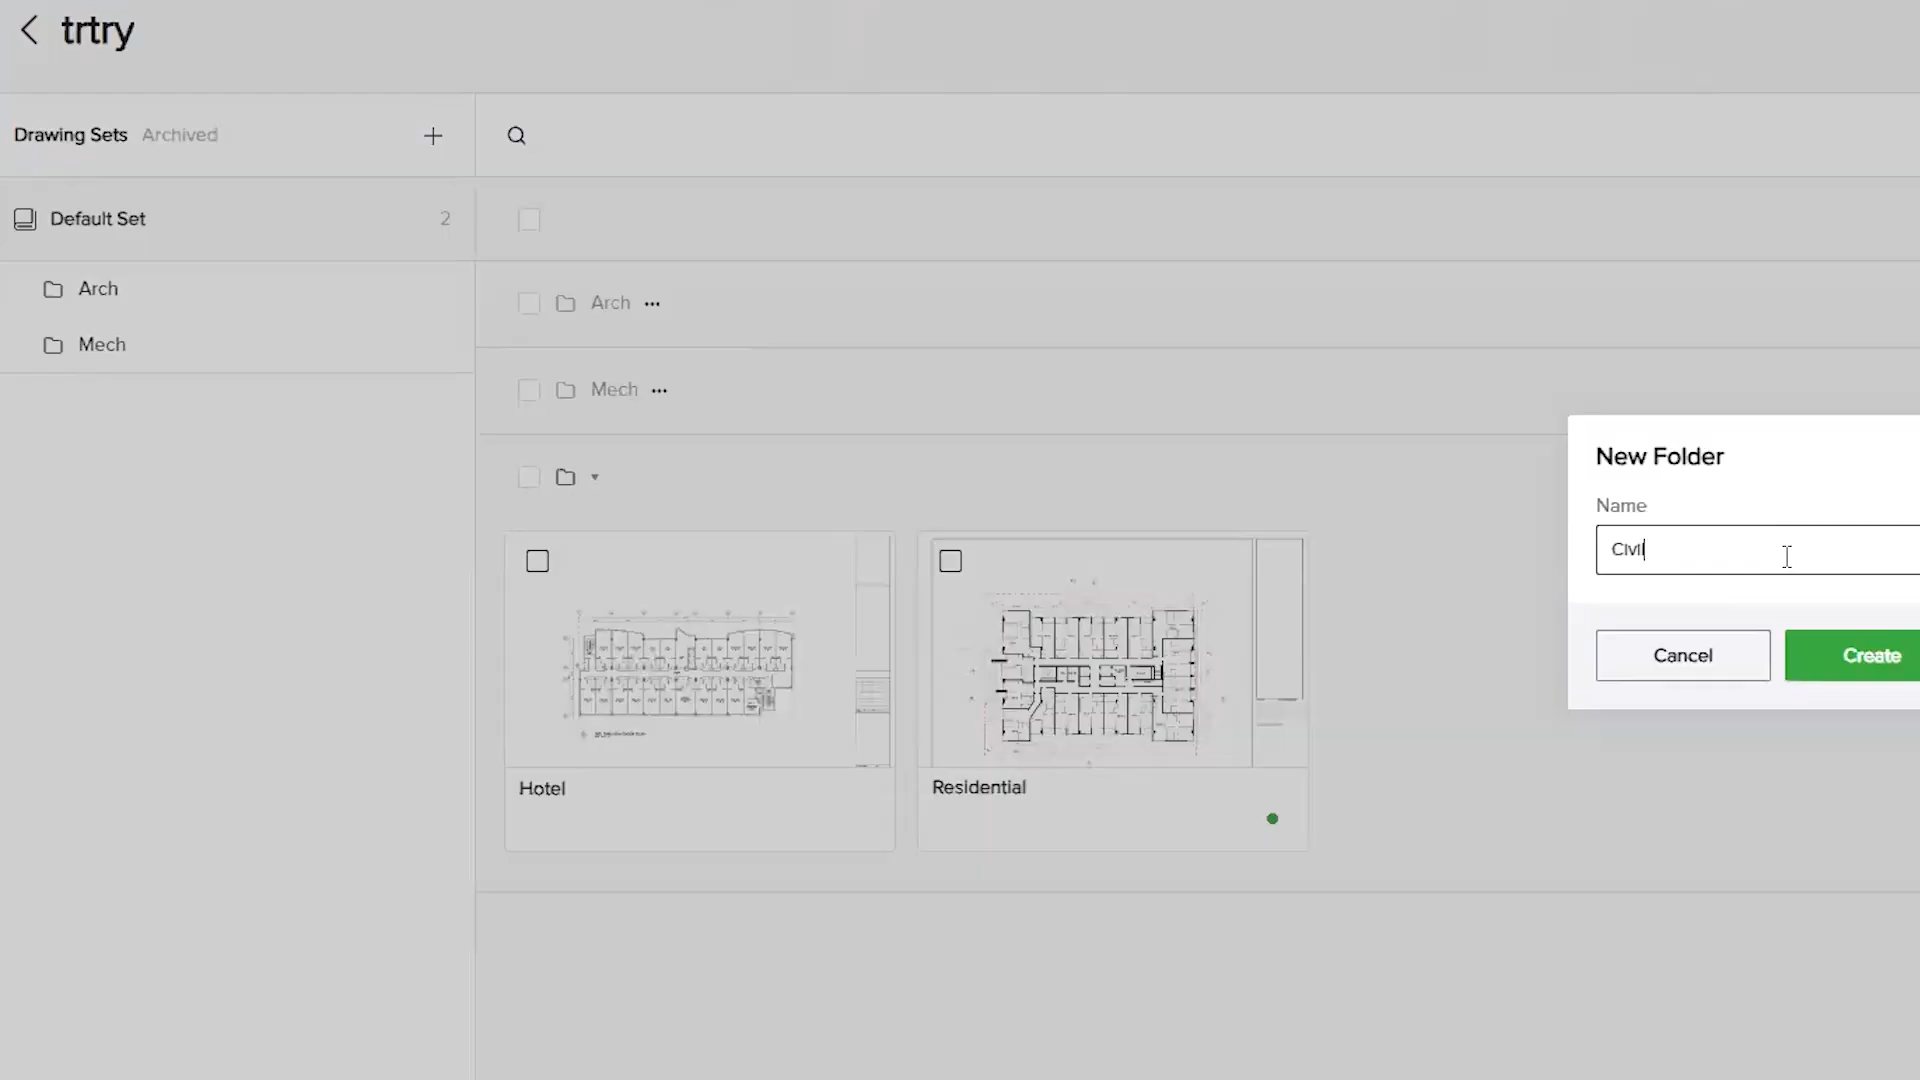 trtry
Drawing Sets Archived
Default Set 2
Arch
Mech
Arch
Mech
New Folder
Name
Civil
Cancel Create
Hotel
Residential